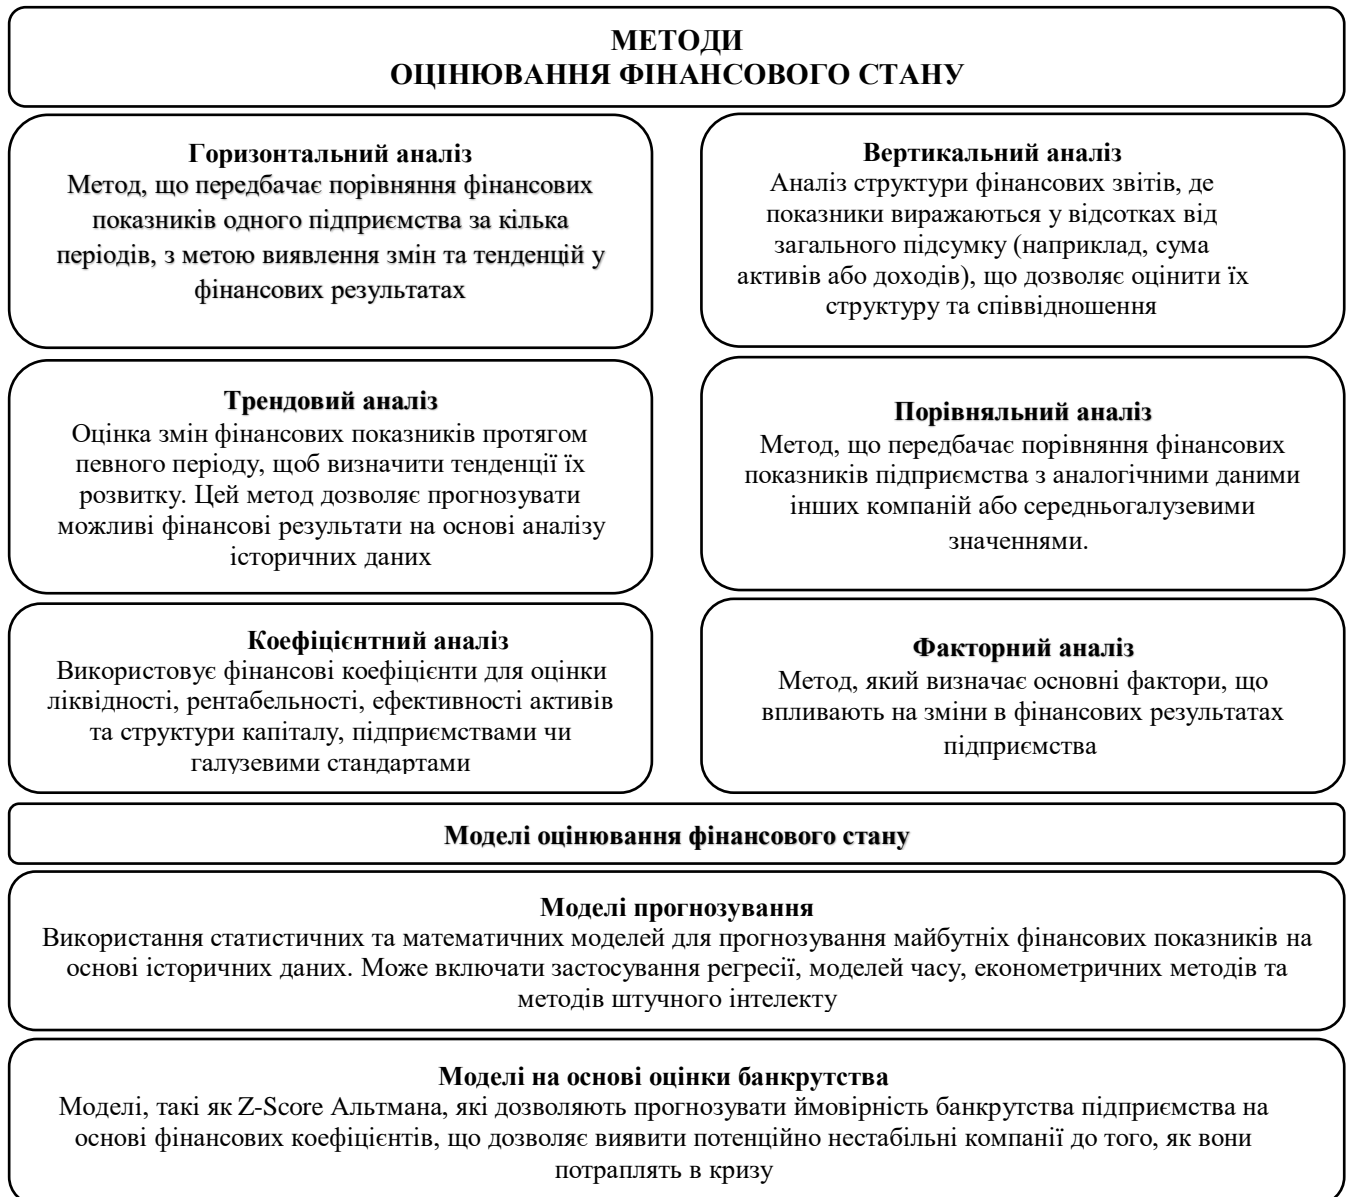 МЕТОДИ
ОЦІНЮВАННЯ ФІНАНСОВОГО СТАНУ
Горизонтальний аналіз
Метод, що передбачає порівняння фінансових
показників одного підприємства за кілька
періодів, з метою виявлення змін та тенденцій у
фінансових результатах
Вертикальний аналіз
Аналіз структури фінансових звітів, де
показники виражаються у відсотках від
загального підсумку (наприклад, сума
активів або доходів), що дозволяє оцінити їх
структуру та співвідношення
Трендовий аналіз
Оцінка змін фінансових показників протягом
певного періоду, щоб визначити тенденції їх
розвитку. Цей метод дозволяє прогнозувати
можливі фінансові результати на основі аналізу
історичних даних
Порівняльний аналіз
Метод, що передбачає порівняння фінансових
показників підприємства з аналогічними даними
інших компаній або середньогалузевими
значеннями.
Коефіцієнтний аналіз
Використовує фінансові коефіцієнти для оцінки
ліквідності, рентабельності, ефективності активів
та структури капіталу, підприємствами чи
галузевими стандартами
Факторний аналіз
Метод, який визначає основні фактори, що
впливають на зміни в фінансових результатах
підприємства
Моделі оцінювання фінансового стану
Моделі прогнозування
Використання статистичних та математичних моделей для прогнозування майбутніх фінансових показників на
основі історичних даних. Може включати застосування регресії, моделей часу, економетричних методів та
методів штучного інтелекту
Моделі на основі оцінки банкрутства
Моделі, такі як Z-Score Альтмана, які дозволяють прогнозувати ймовірність банкрутства підприємства на
основі фінансових коефіцієнтів, що дозволяє виявити потенційно нестабільні компанії до того, як вони
потраплять в кризу